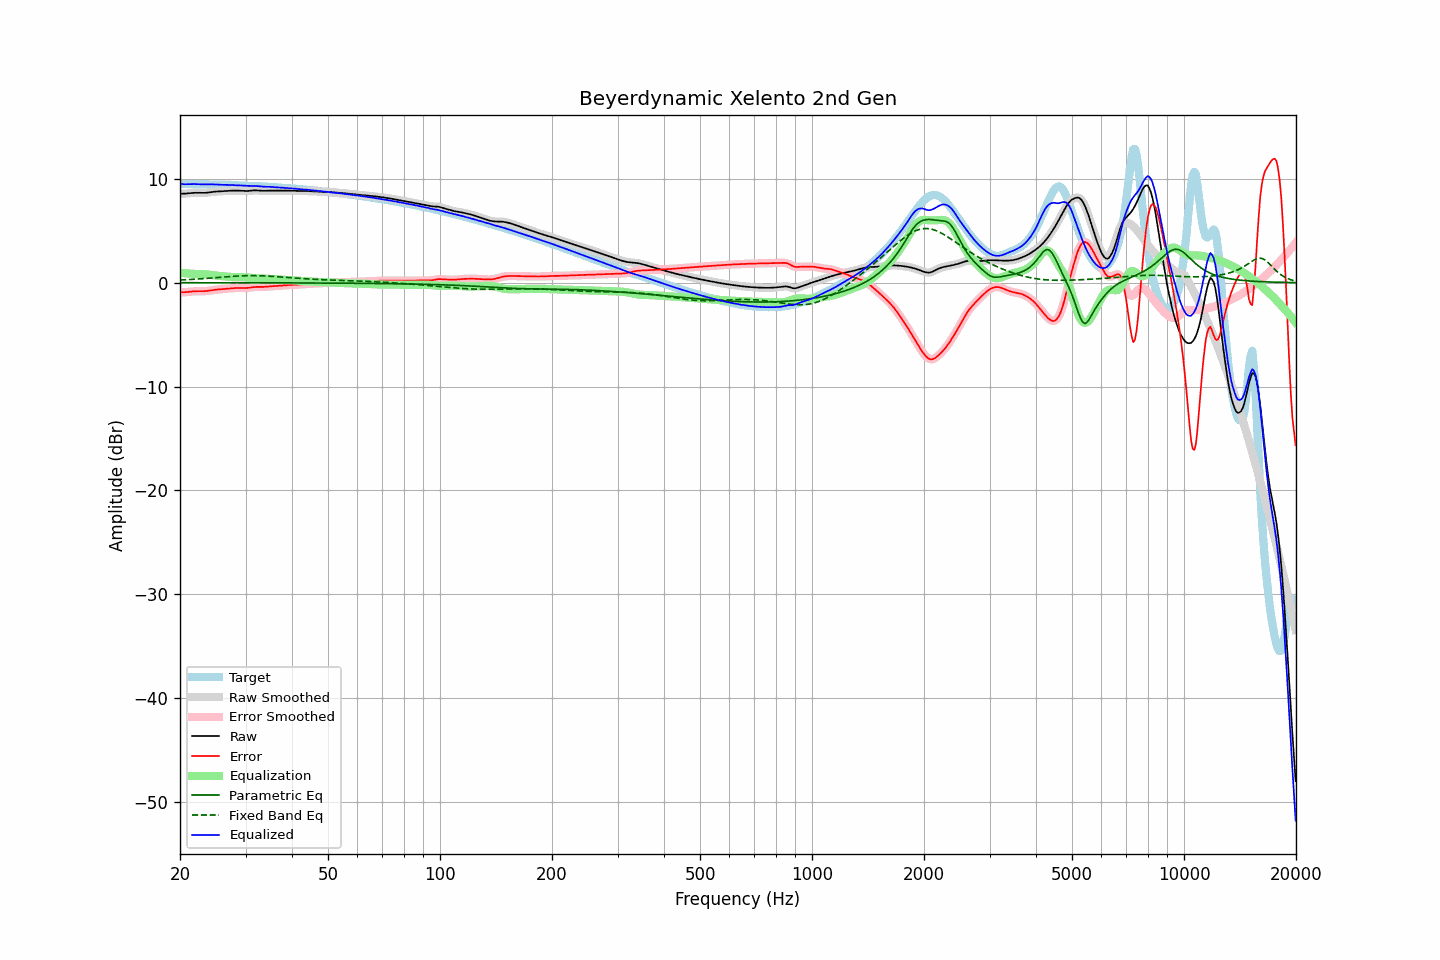 Beyerdynamic Xelento 2nd Gen
Amplitude (dBr)
10
0
−10
−20
−30
−40
−50
Target
Raw Smoothed
Error Smoothed
Raw
Error
Equalization
Parametric Eq
Fixed Band Eq
Equalized
20 50 100 200 500 1000 2000 5000 10000 20000
Frequency (Hz)